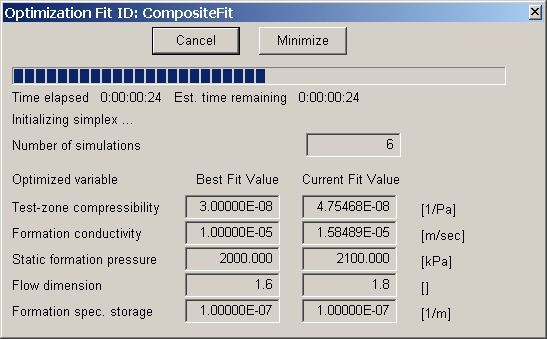 Optimization Fit ID: CompositeFit
Cancel Minimize
Time elapsed 0:00:00:24 Est. time remaining 0:00:00:24
Initializing simplex ...
Number of simulations 6
Optimized variable Best Fit Value Current Fit Value
Test-zone compressibility 3.00000E-08 4.75468E-08 [1/Pa]
Formation conductivity 1.00000E-05 1.58489E-05 [m/sec]
Static formation pressure 2000.000 2100.000 [kPa]
Flow dimension 1.6 1.8 []
Formation spec. storage 1.00000E-07 1.00000E-07 [1/m]